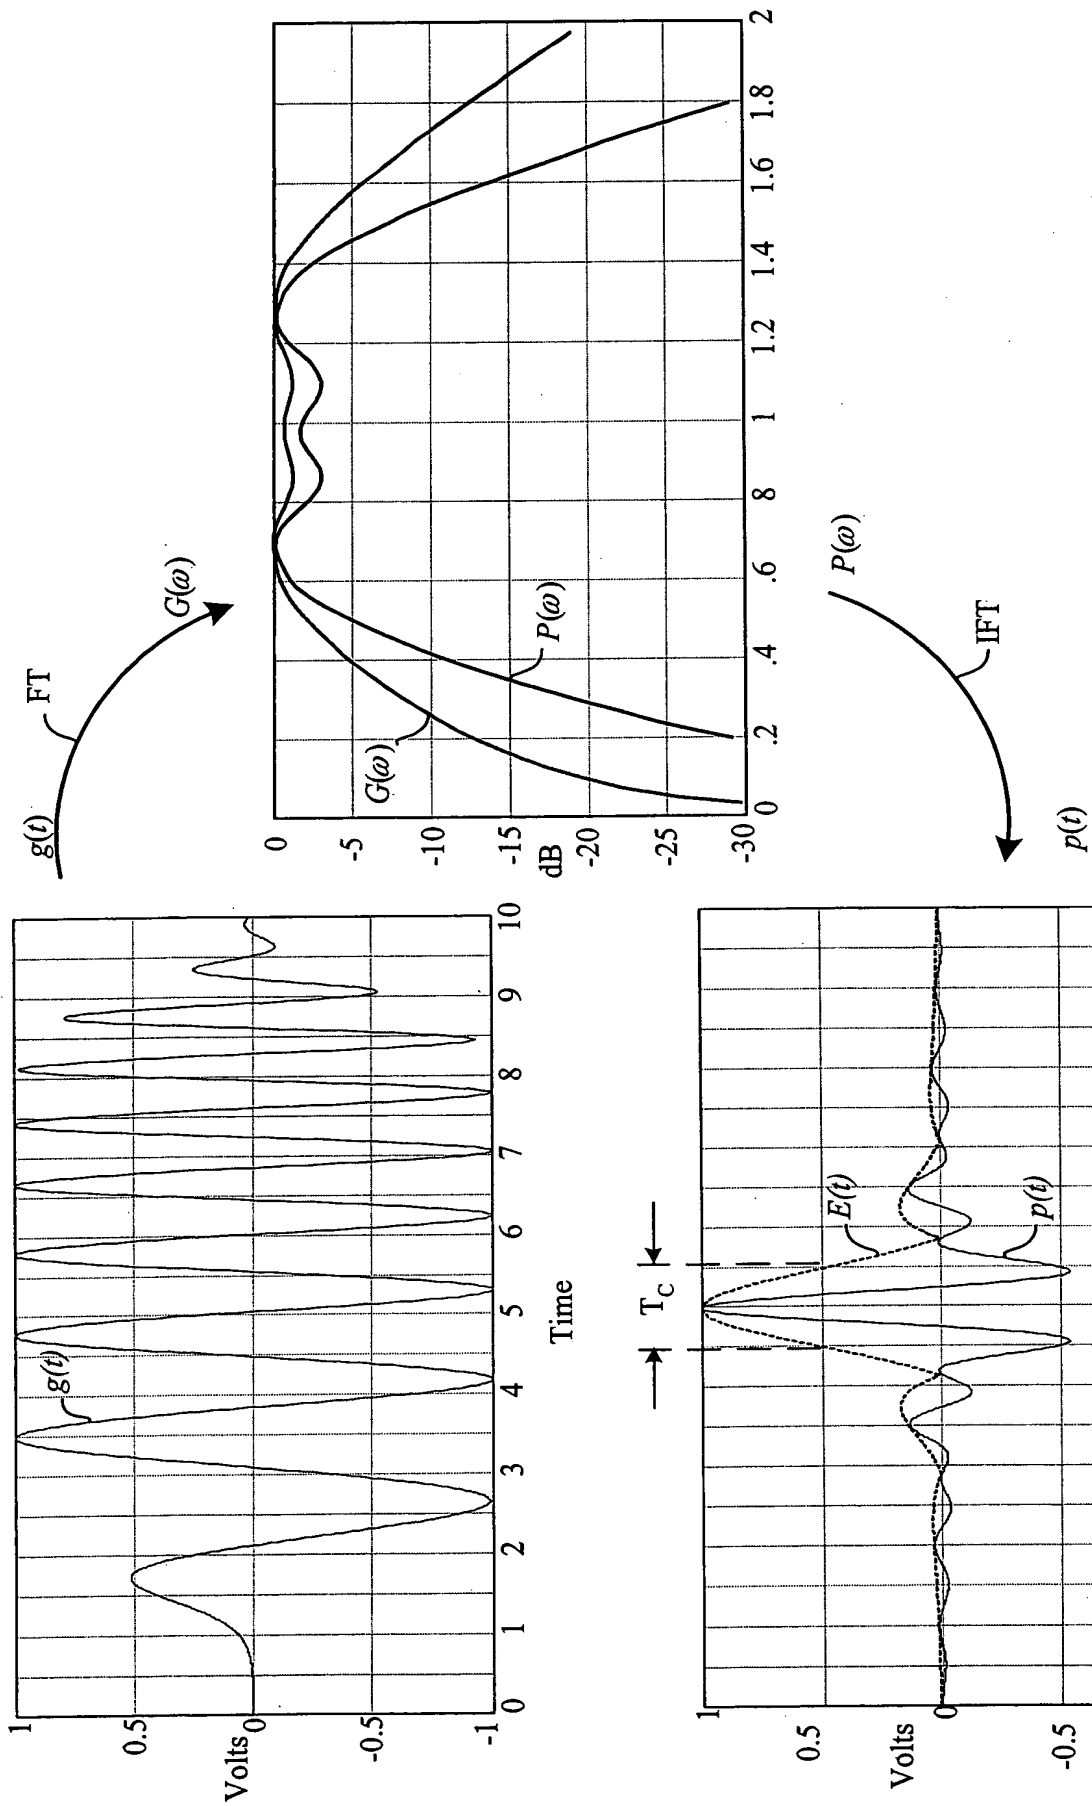 g(t)
FT
G(ω)
1
0.5
Volts 0
-0.5
-1
g(t)
0 1 2 3 4 5 6 7 8 9 10
Time
0
-5
-10
-15
dB
-20
-25
-30
G(ω)
P(ω)
0 .2 .4 .6 .8 1 1.2 1.4 1.6 1.8 2
P(ω)
IFT
p(t)
1
0.5
Volts 0
-0.5
T_C
E(t)
p(t)